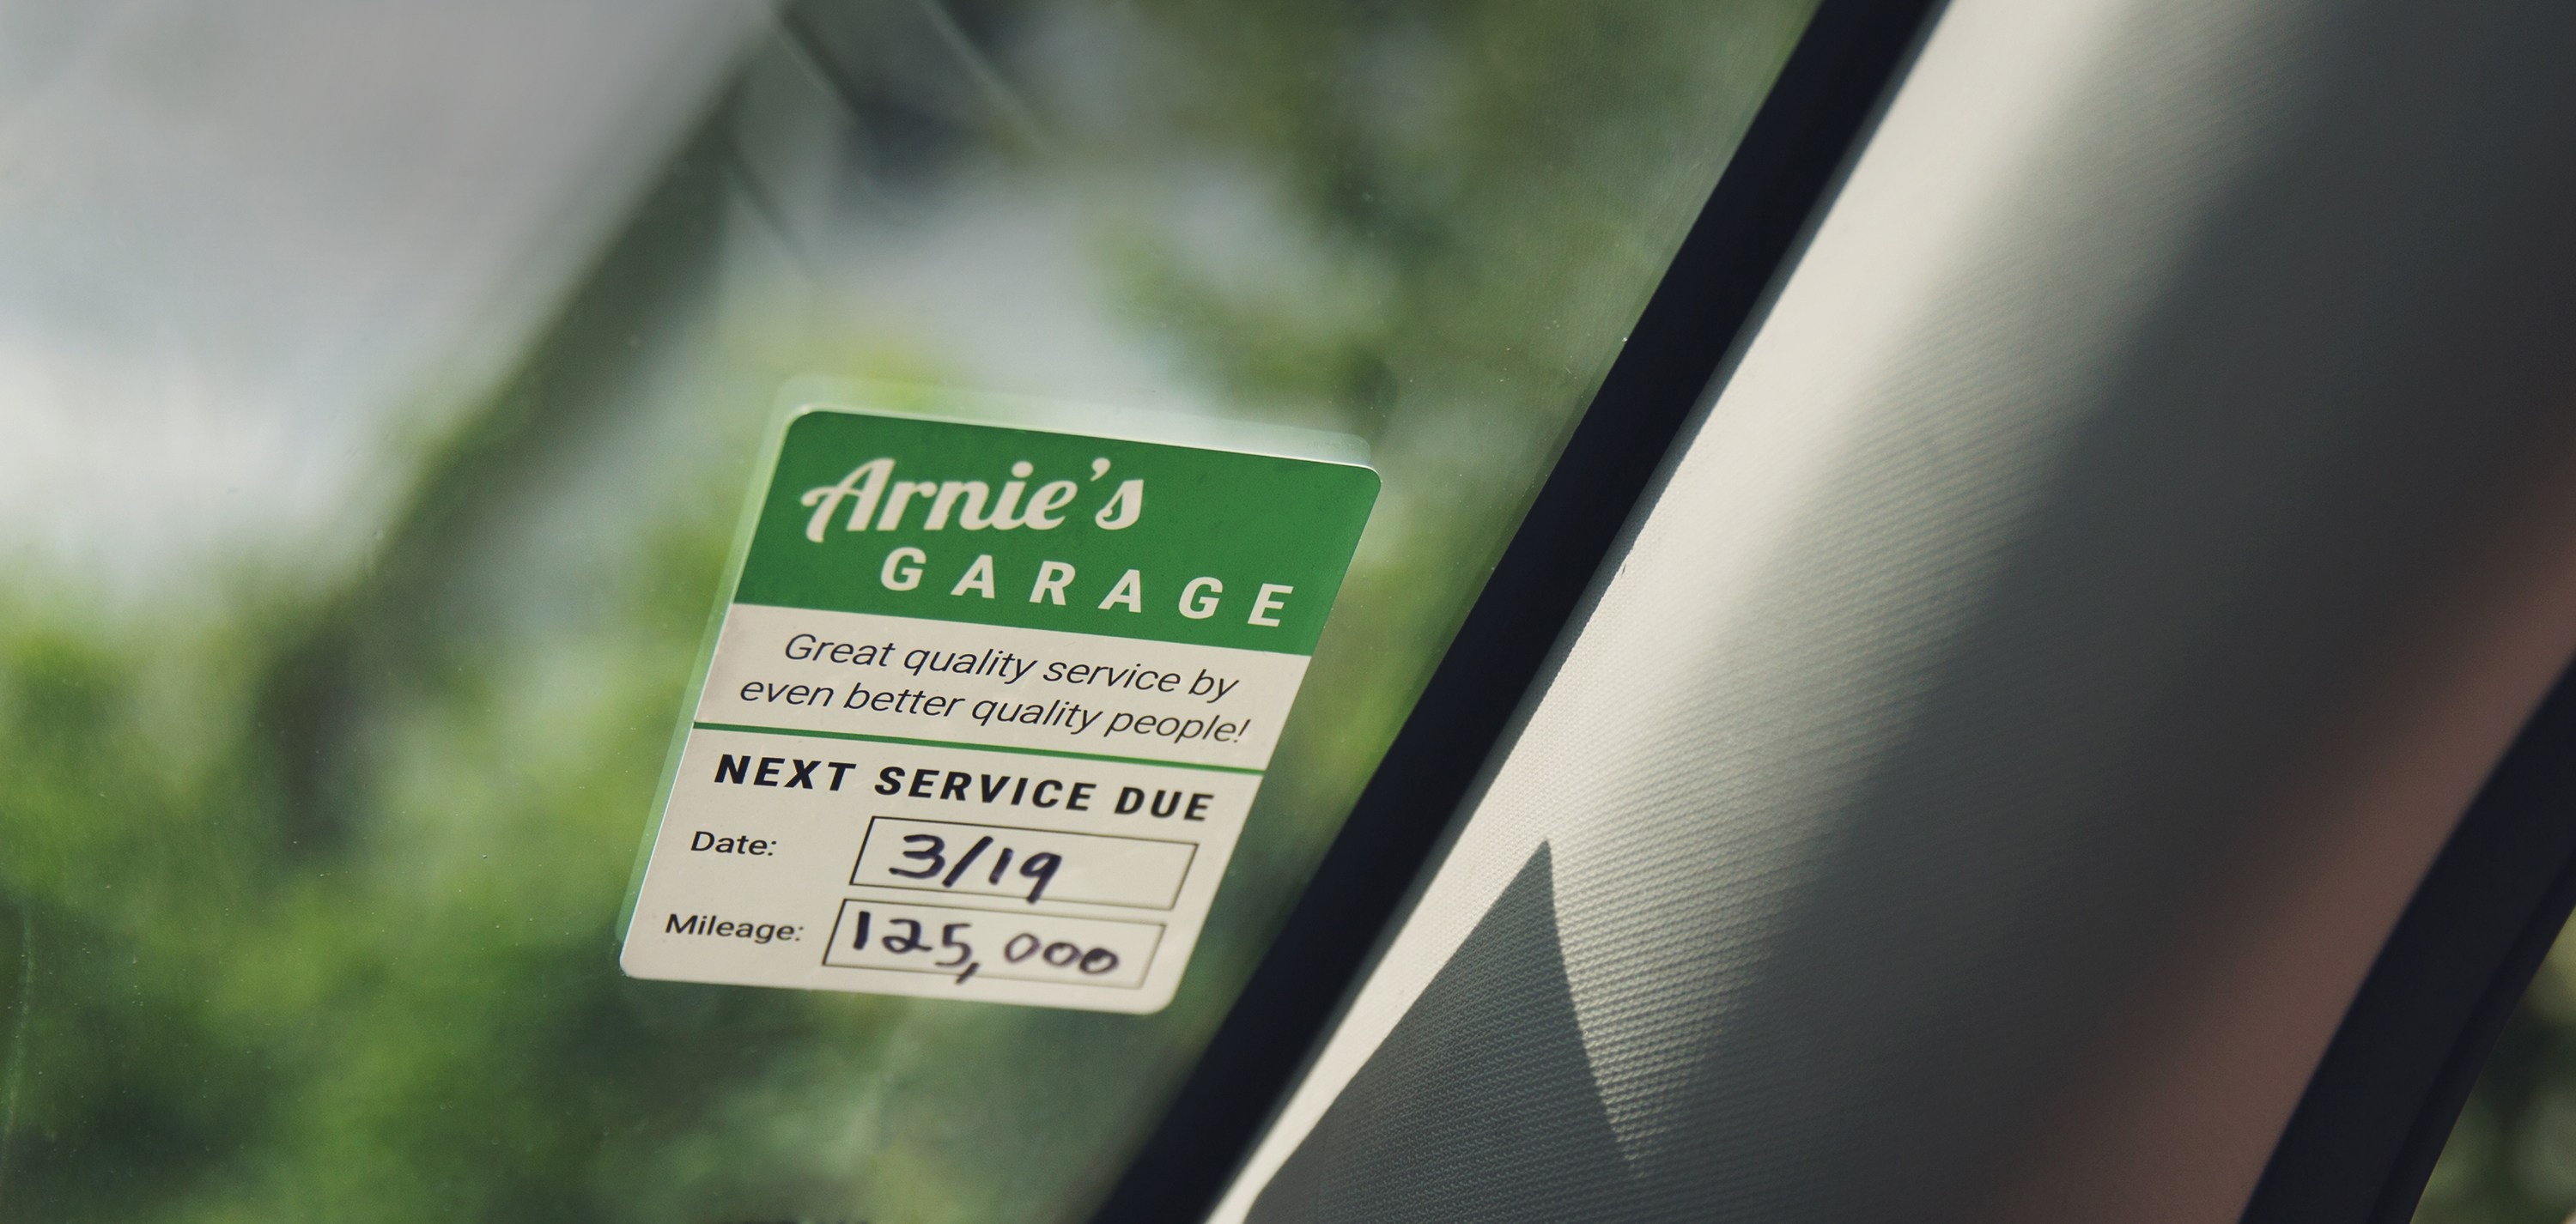 Arnie's
GARAGE
Great quality service by
even better quality people!
NEXT SERVICE DUE
Date: 3/19
Mileage: 125,000